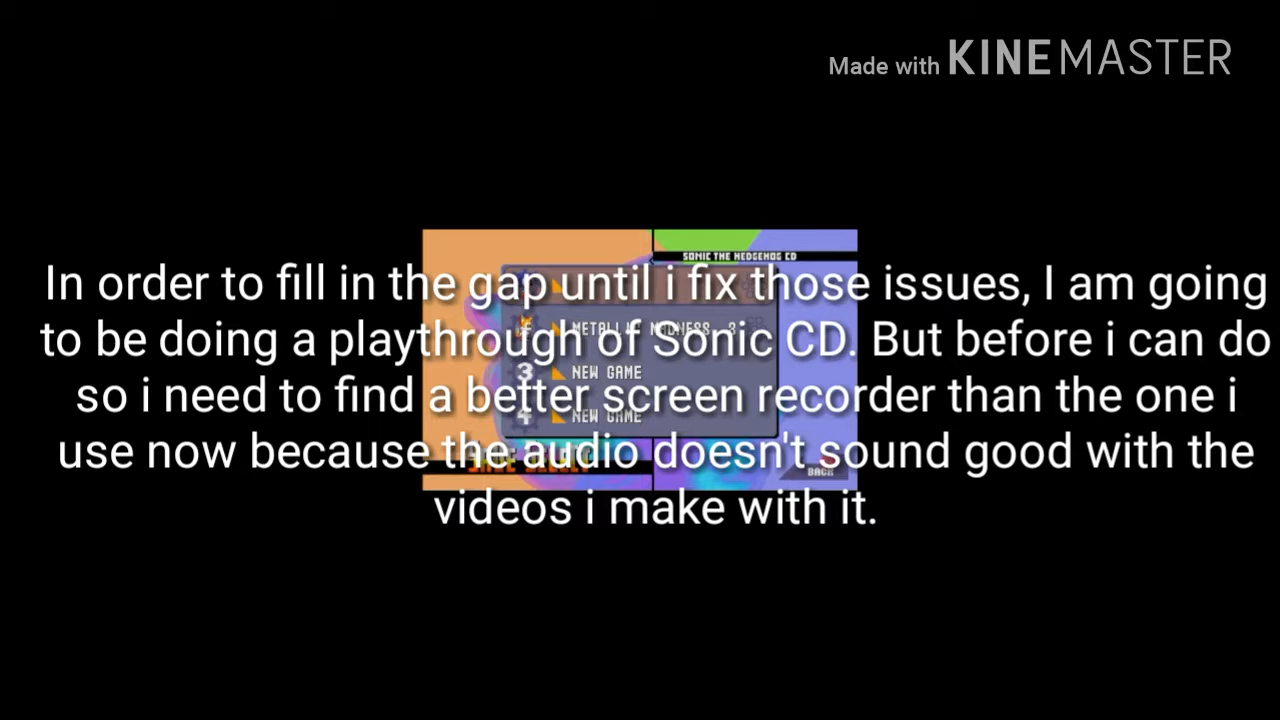 Made with KINEMASTER
SONIC THE HEDGEHOG CD
In order to fill in the gap until i fix those issues, I am going
to be doing a playthrough of Sonic CD. But before i can do
METALLIC MADNESS 3
3 NEW GAME
so i need to find a better screen recorder than the one i
4 NEW GAME
use now because the audio doesn't sound good with the
BACK
videos i make with it.